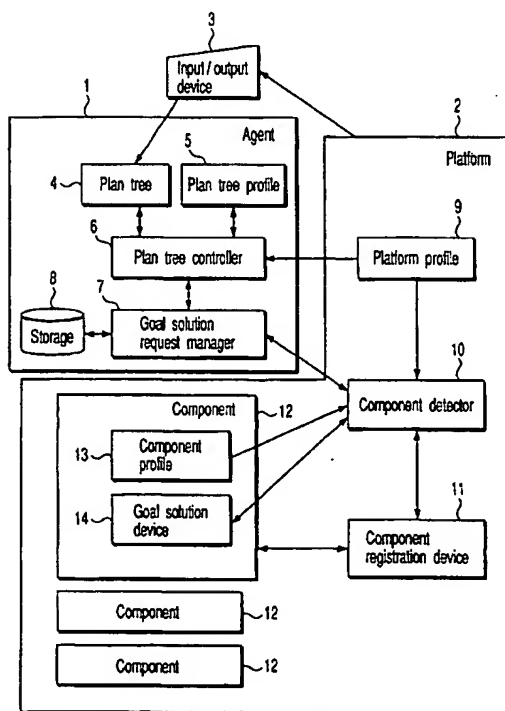 3
Input/output
device
1
2
Agent
Platform
5
4
Plan tree
Plan tree profile
9
6
Plan tree controller
Platform profile
7
8
Storage
Goal solution
request manager
10
Component
12
Component detector
13
Component
profile
14
Goal solution
device
11
Component
registration device
Component
12
Component
12